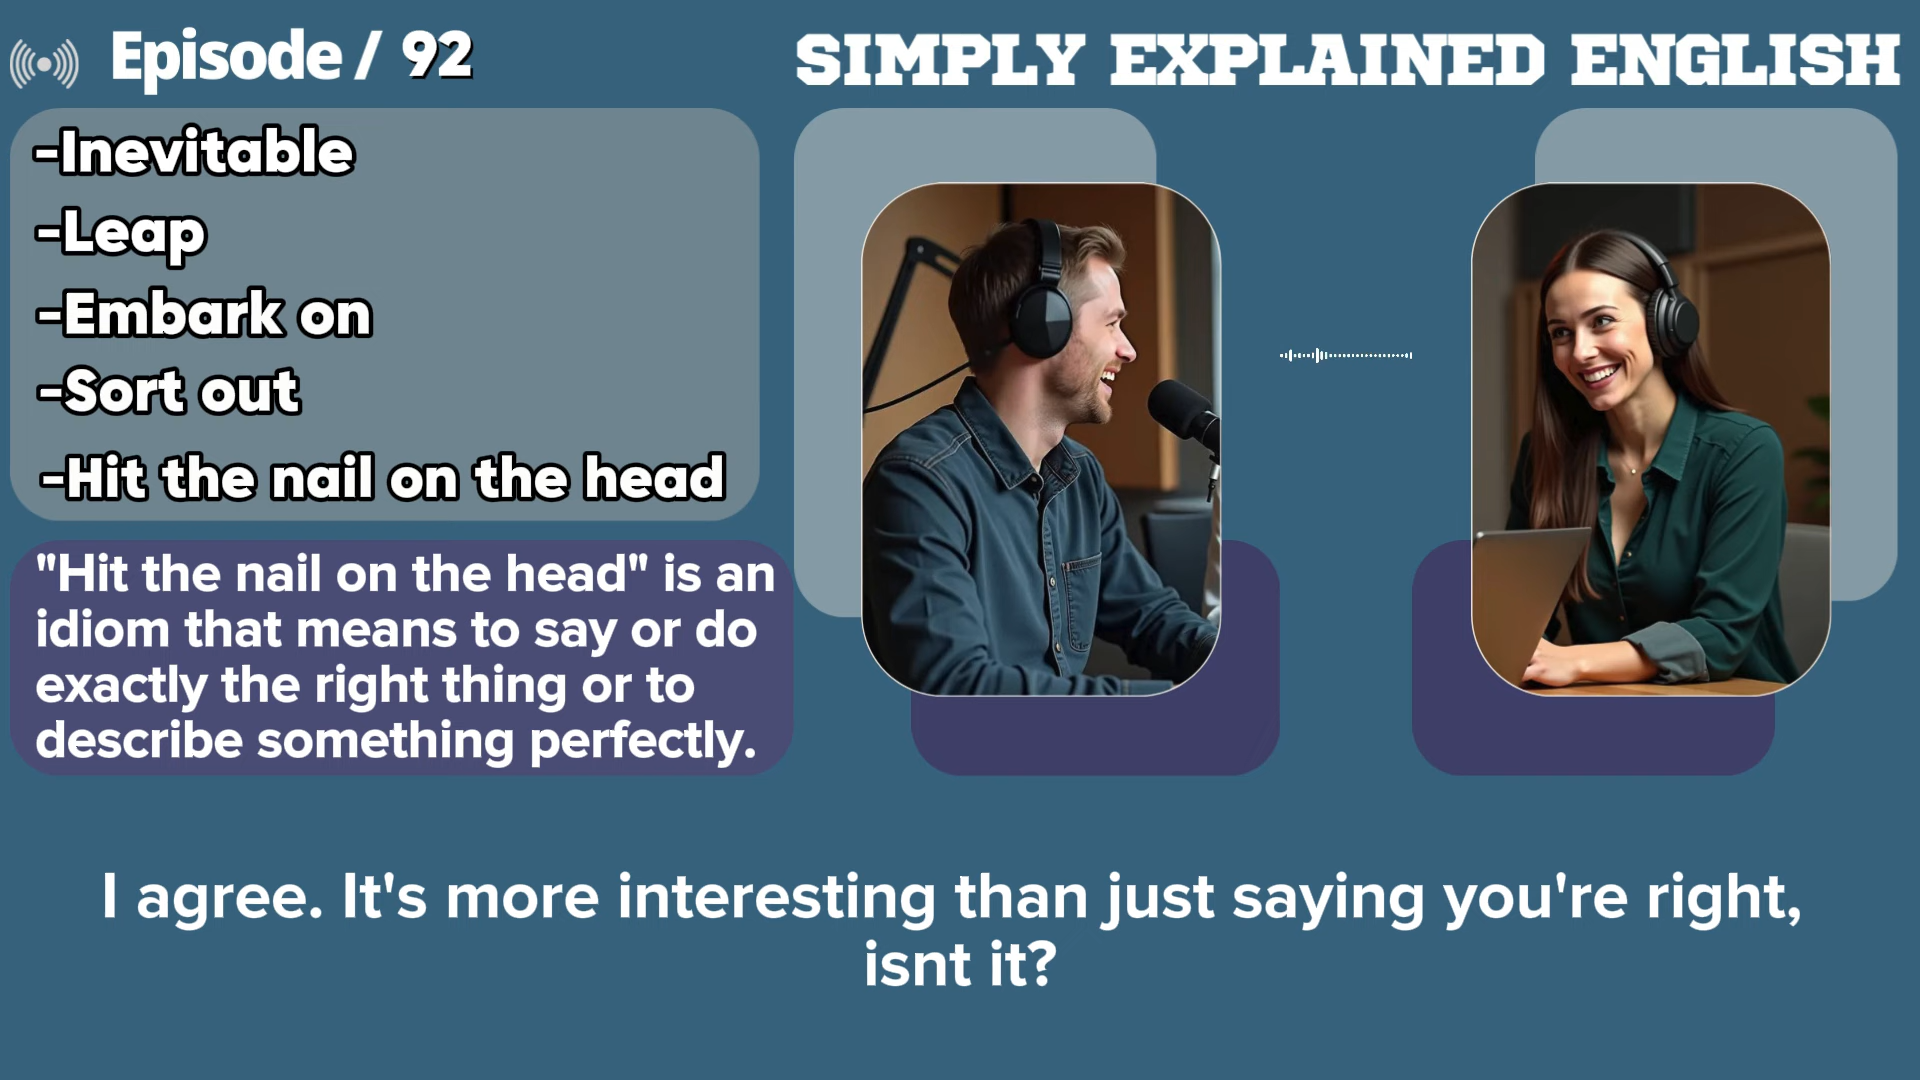 Episode / 92
SIMPLY EXPLAINED ENGLISH
-Inevitable
-Leap
-Embark on
-Sort out
-Hit the nail on the head
"Hit the nail on the head" is an
idiom that means to say or do
exactly the right thing or to
describe something perfectly.
I agree. It's more interesting than just saying you're right,
isnt it?